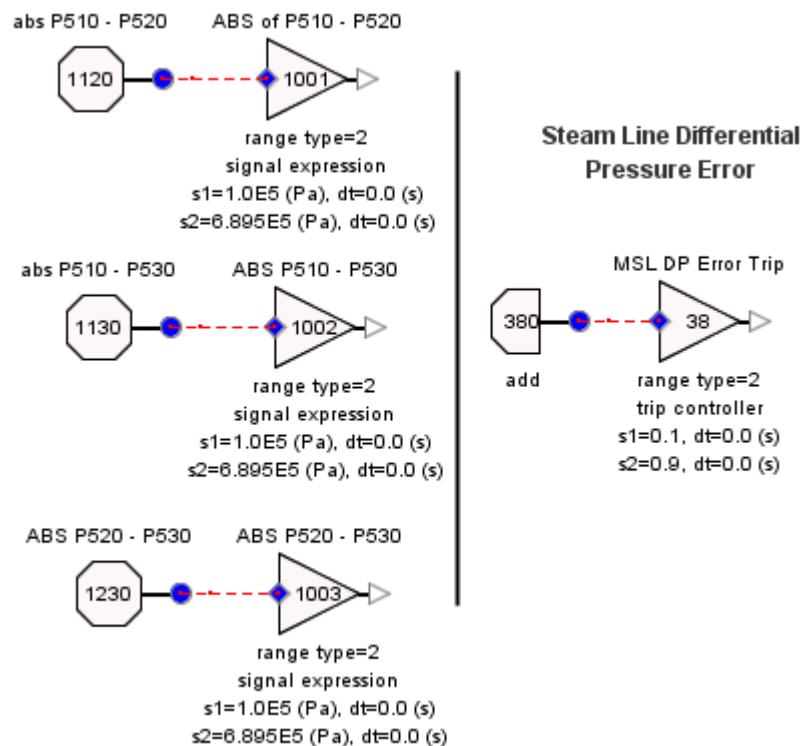 abs P510 - P520
ABS of P510 - P520
1120
1001
range type=2
signal expression
s1=1.0E5 (Pa), dt=0.0 (s)
s2=6.895E5 (Pa), dt=0.0 (s)
abs P510 - P530
ABS P510 - P530
1130
1002
range type=2
signal expression
s1=1.0E5 (Pa), dt=0.0 (s)
s2=6.895E5 (Pa), dt=0.0 (s)
ABS P520 - P530
ABS P520 - P530
1230
1003
range type=2
signal expression
s1=1.0E5 (Pa), dt=0.0 (s)
s2=6.895E5 (Pa), dt=0.0 (s)
Steam Line Differential
Pressure Error
MSL DP Error Trip
380
38
add
range type=2
trip controller
s1=0.1, dt=0.0 (s)
s2=0.9, dt=0.0 (s)